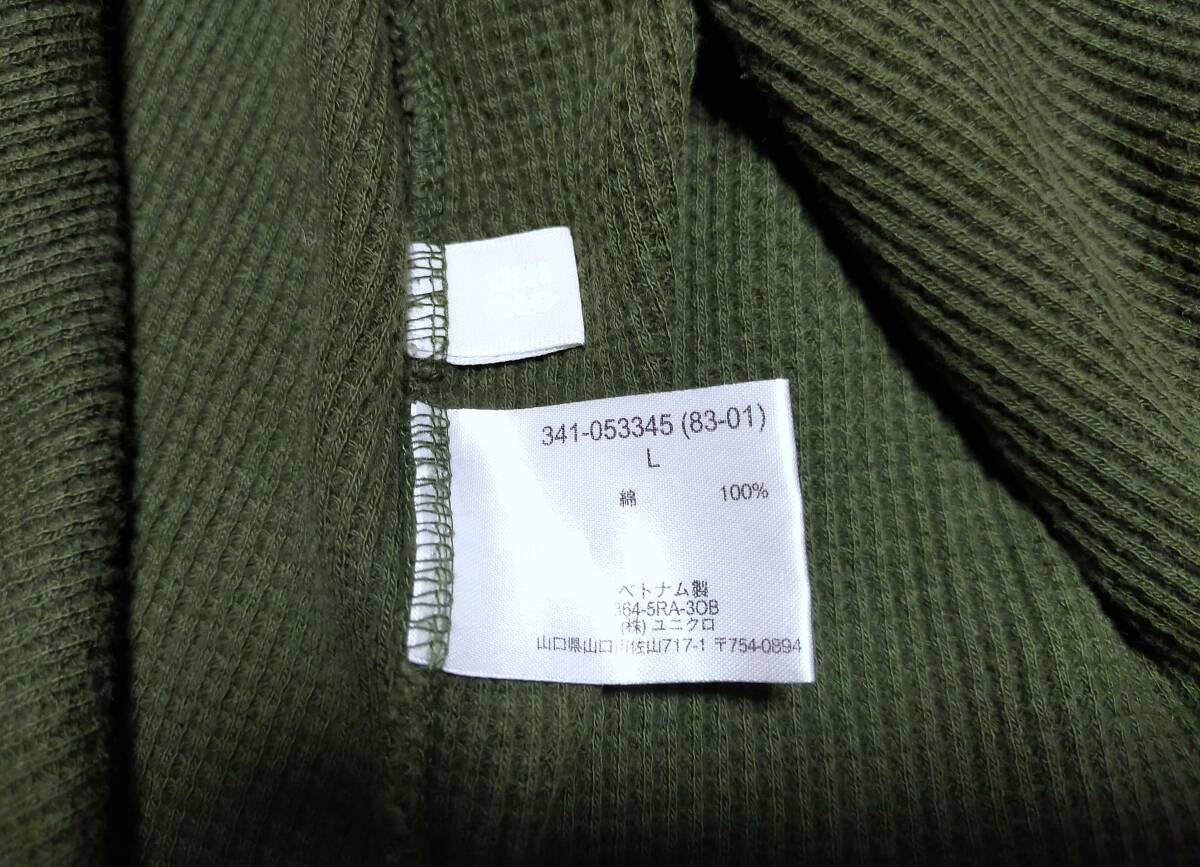 341-053345 (83-01)
L
綿 100%
ベトナム製
364-5RA-3OB
(株) ユニクロ
山口県山口市佐山717-1 〒754-0894